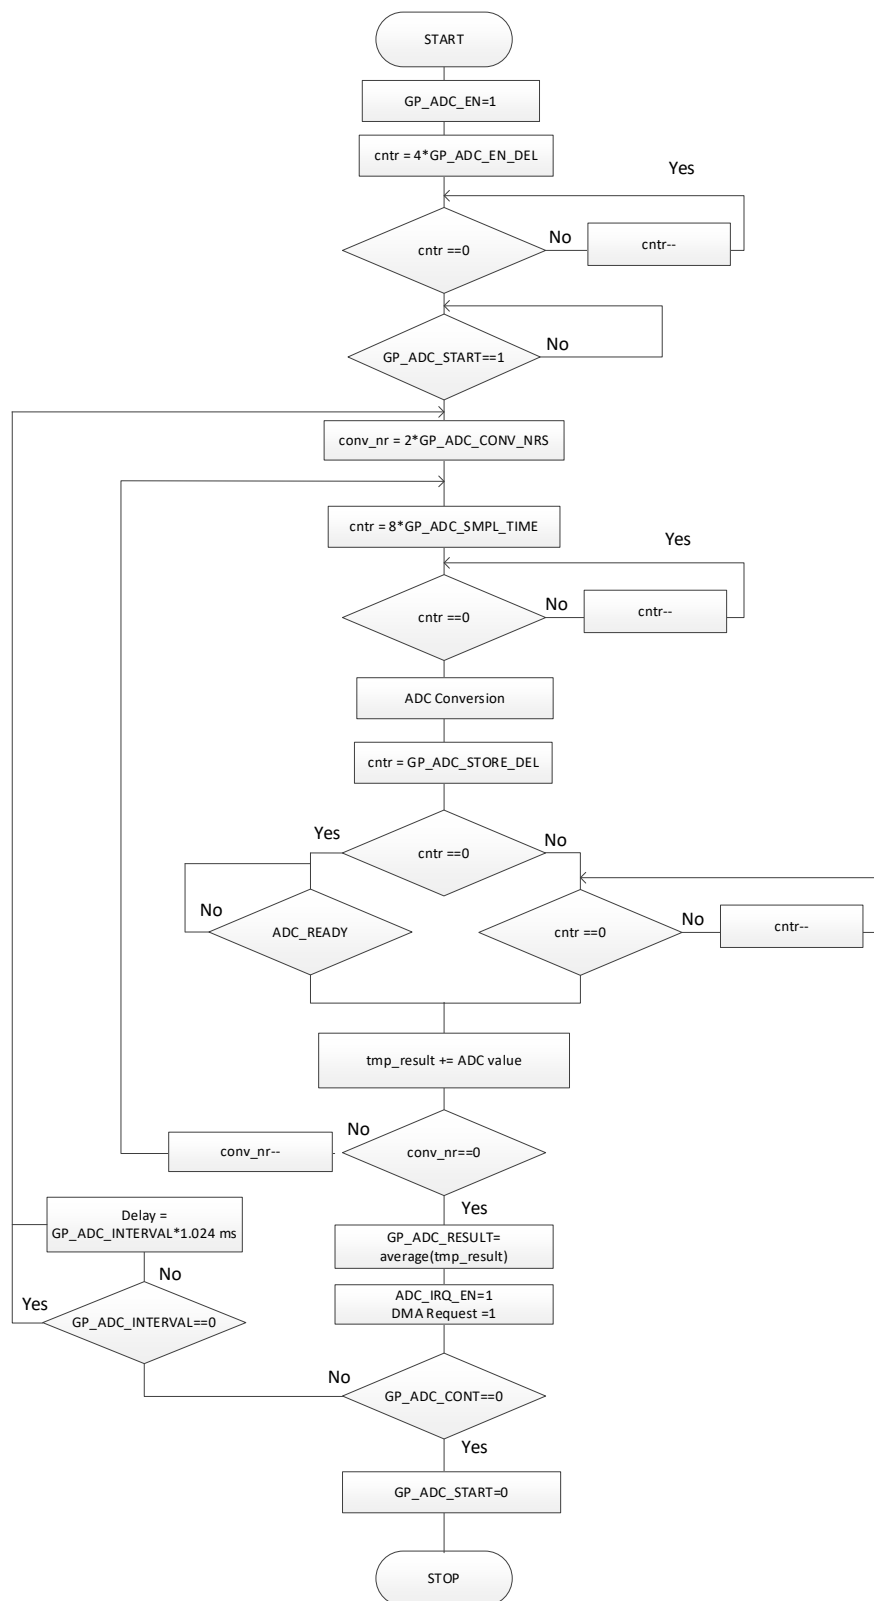 START
GP_ADC_EN=1
cntr = 4*GP_ADC_EN_DEL
Yes
cntr ==0
No
cntr--
GP_ADC_START==1
No
conv_nr = 2*GP_ADC_CONV_NRS
cntr = 8*GP_ADC_SMPL_TIME
Yes
cntr ==0
No
cntr--
ADC Conversion
cntr = GP_ADC_STORE_DEL
Yes
cntr ==0
No
No
ADC_READY
cntr ==0
No
cntr--
tmp_result += ADC value
No
conv_nr--
conv_nr==0
Yes
Delay =
GP_ADC_INTERVAL*1.024 ms
GP_ADC_RESULT=
average(tmp_result)
No
ADC_IRQ_EN=1
DMA Request =1
Yes
GP_ADC_INTERVAL==0
No
GP_ADC_CONT==0
Yes
GP_ADC_START=0
STOP